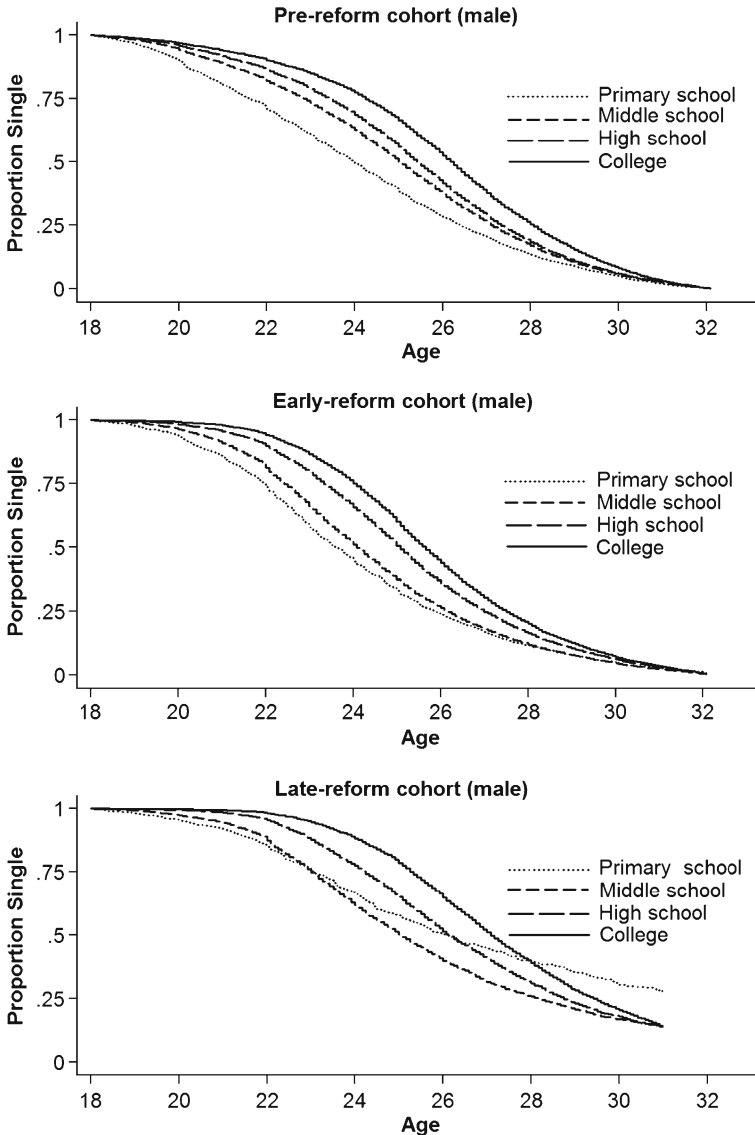 Pre-reform cohort (male)
Proportion Single
1
.75
.5
.25
0
Primary school
Middle school
High school
College
18 20 22 24 26 28 30 32
Age
Early-reform cohort (male)
Porportion Single
1
.75
.5
.25
0
Primary school
Middle school
High school
College
18 20 22 24 26 28 30 32
Age
Late-reform cohort (male)
Proportion Single
1
.75
.5
.25
0
Primary school
Middle school
High school
College
18 20 22 24 26 28 30 32
Age